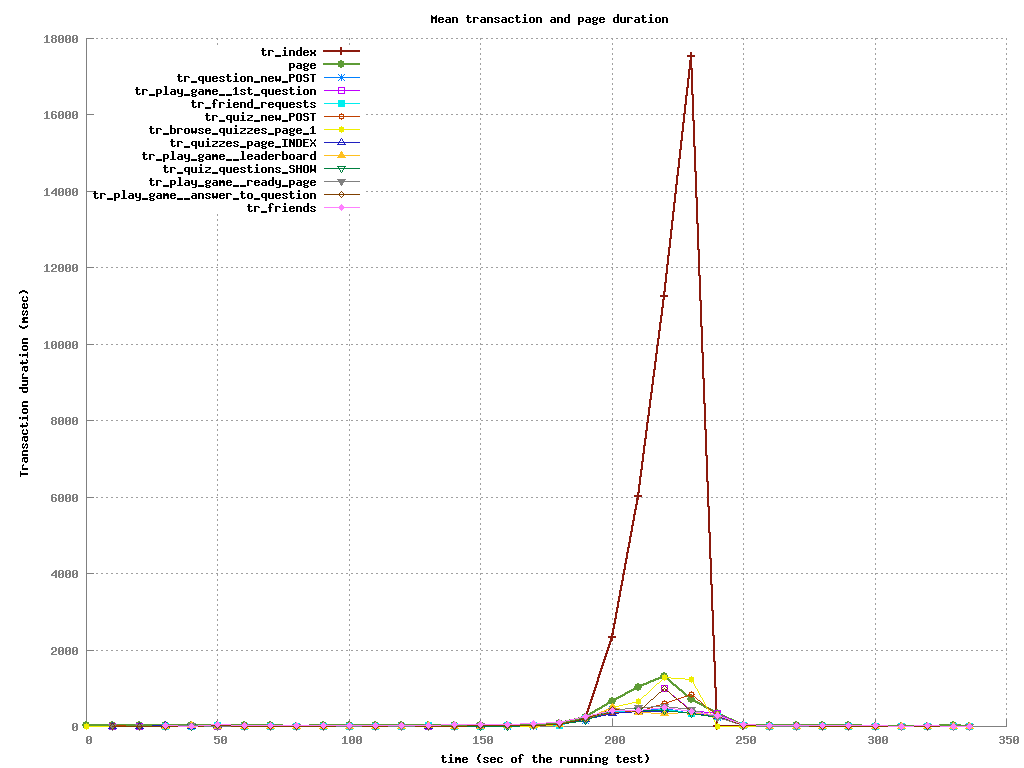 Mean transaction and page duration
18000
16000
14000
12000
10000
8000
6000
4000
2000
0
Transaction duration (msec)
tr_index
page
tr_question_new_POST
tr_play_game__1st_question
tr_friend_requests
tr_quiz_new_POST
tr_browse_quizzes_page_1
tr_quizzes_page_INDEX
tr_play_game__leaderboard
tr_quiz_questions_SHOW
tr_play_game__ready_page
tr_play_game__answer_to_question
tr_friends
0 50 100 150 200 250 300 350
time (sec of the running test)